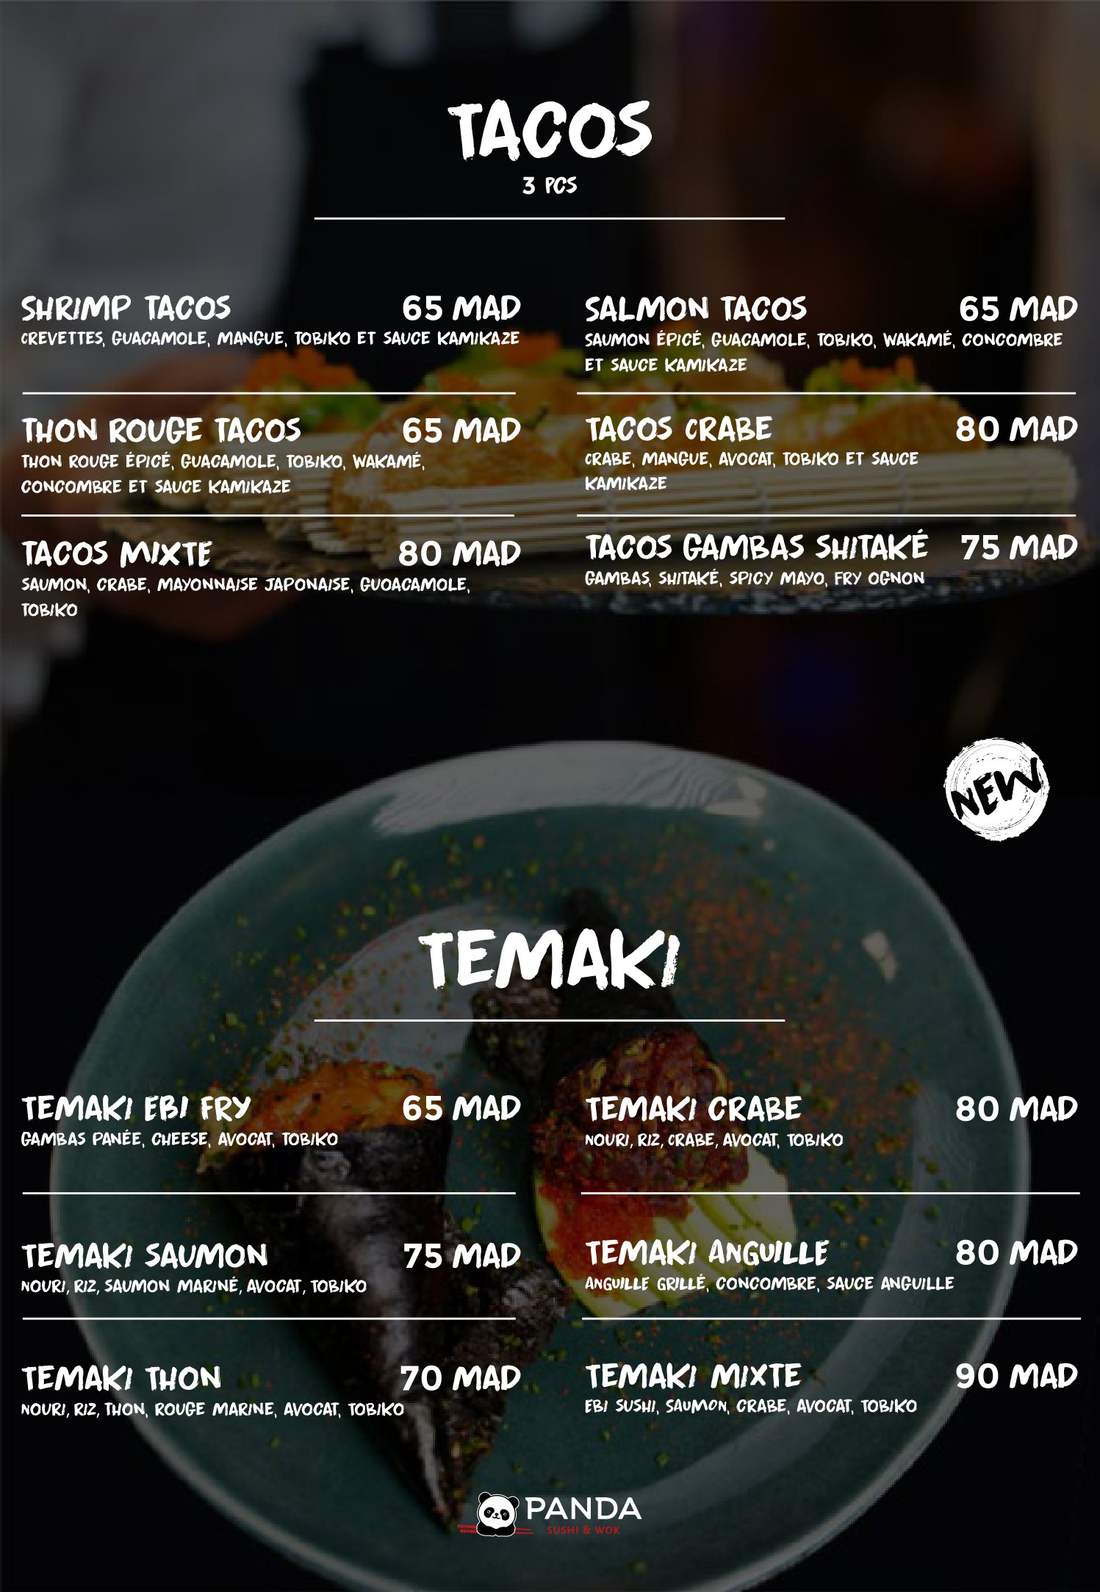 TACOS
3 PCS
SHRIMP TACOS 65 MAD
CREVETTES, GUACAMOLE, MANGUE, TOBIKO ET SAUCE KAMIKAZE
THON ROUGE TACOS 65 MAD
THON ROUGE ÉPICÉ, GUACAMOLE, TOBIKO, WAKAMÉ,
CONCOMBRE ET SAUCE KAMIKAZE
TACOS MIXTE 80 MAD
SAUMON, CRABE, MAYONNAISE JAPONAISE, GUOACAMOLE,
TOBIKO
SALMON TACOS 65 MAD
SAUMON ÉPICÉ, GUACAMOLE, TOBIKO, WAKAMÉ, CONCOMBRE
ET SAUCE KAMIKAZE
TACOS CRABE 80 MAD
CRABE, MANGUE, AVOCAT, TOBIKO ET SAUCE
KAMIKAZE
TACOS GAMBAS SHITAKÉ 75 MAD
GAMBAS, SHITAKÉ, SPICY MAYO, FRY OGNON
NEW
TEMAKI
TEMAKI EBI FRY 65 MAD
GAMBAS PANÉE, CHEESE, AVOCAT, TOBIKO
TEMAKI SAUMON 75 MAD
NOURI, RIZ, SAUMON MARINÉ, AVOCAT, TOBIKO
TEMAKI THON 70 MAD
NOURI, RIZ, THON, ROUGE MARINE, AVOCAT, TOBIKO
TEMAKI CRABE 80 MAD
NOURI, RIZ, CRABE, AVOCAT, TOBIKO
TEMAKI ANGUILLE 80 MAD
ANGUILLE GRILLÉ, CONCOMBRE, SAUCE ANGUILLE
TEMAKI MIXTE 90 MAD
EBI SUSHI, SAUMON, CRABE, AVOCAT, TOBIKO
PANDA
SUSHI & WOK